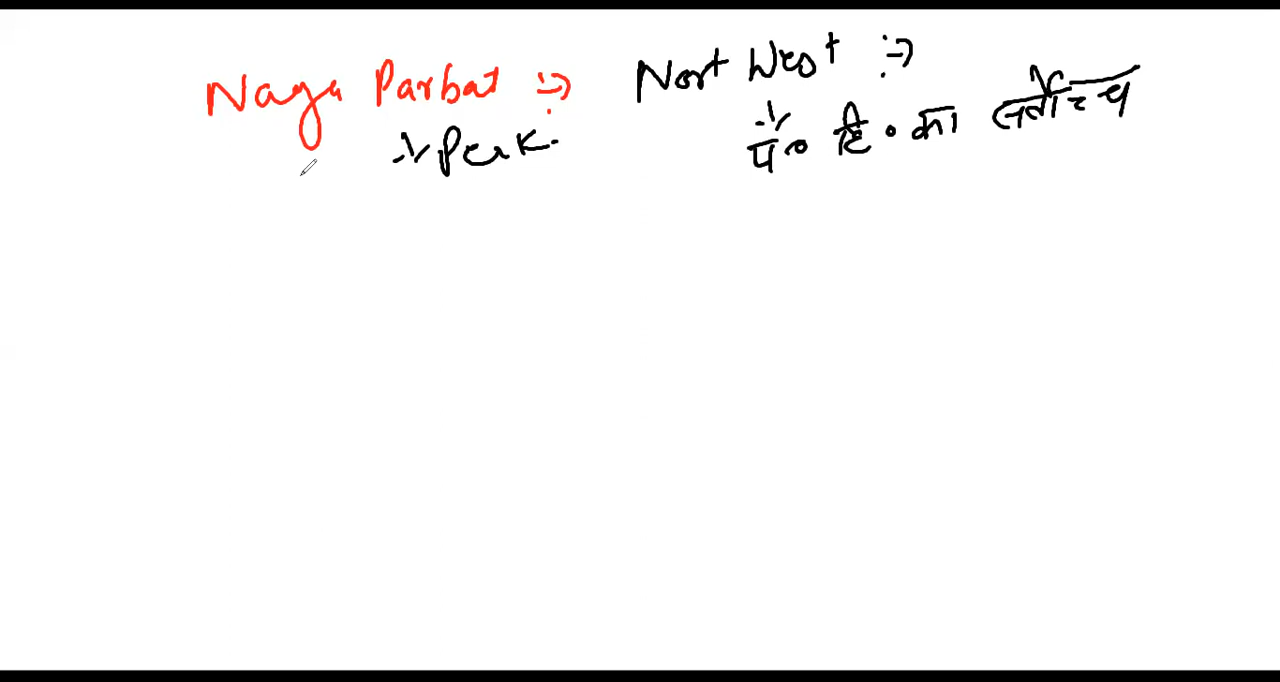 Naga Parbat :->
Nort West :->
Peak.
प० हि० का सर्वोच्च